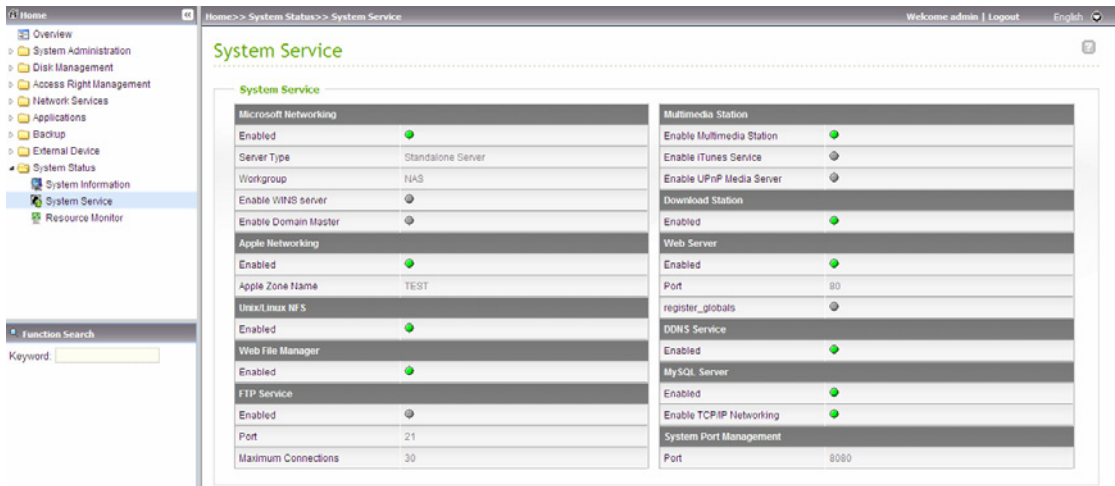 Home
Home>> System Status>> System Service
Welcome admin | Logout
English
Overview
System Administration
Disk Management
Access Right Management
Network Services
Applications
Backup
External Device
System Status
System Information
System Service
Resource Monitor
Function Search
Keyword:
System Service
System Service
Microsoft Networking
Enabled
Server Type Standalone Server
Workgroup NAS
Enable WINS server
Enable Domain Master
Apple Networking
Enabled
Apple Zone Name TEST
Unix/Linux NFS
Enabled
Web File Manager
Enabled
FTP Service
Enabled
Port 21
Maximum Connections 30
Multimedia Station
Enable Multimedia Station
Enable iTunes Service
Enable UPnP Media Server
Download Station
Enabled
Web Server
Enabled
Port 80
register_globals
DDNS Service
Enabled
MySQL Server
Enabled
Enable TCP/IP Networking
System Port Management
Port 8080